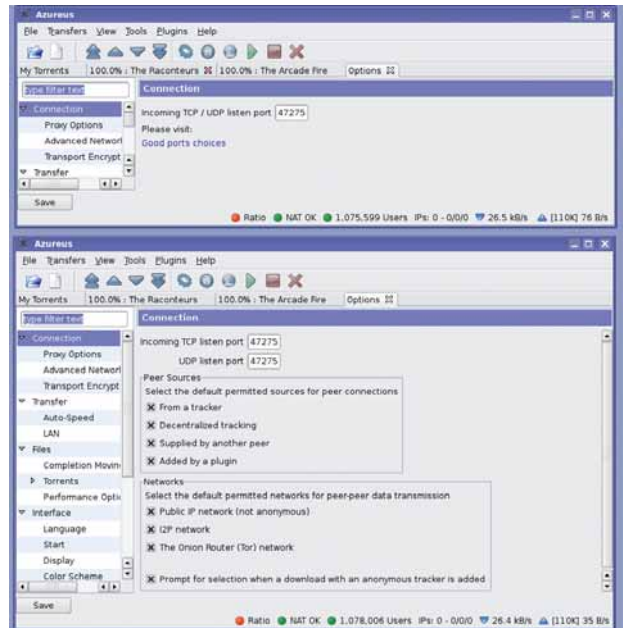 Azureus
File Transfers View Tools Plugins Help
My Torrents 100.0% : The Raconteurs 100.0% : The Arcade Fire Options
type filter text
Connection
Connection
Proxy Options
Advanced Networl
Transport Encrypt
Transfer
Incoming TCP / UDP listen port 47275
Please visit:
Good ports choices
Save
Ratio NAT OK 1,075,599 Users IPs: 0 - 0/0/0 26.5 kB/s [110K] 76 B/s
Azureus
File Transfers View Tools Plugins Help
My Torrents 100.0% : The Raconteurs 100.0% : The Arcade Fire Options
type filter text
Connection
Connection
Proxy Options
Advanced Networl
Transport Encrypt
Transfer
Auto-Speed
LAN
Files
Completion Movin
Torrents
Performance Optic
Interface
Language
Start
Display
Color Scheme
Incoming TCP listen port 47275
UDP listen port 47275
Peer Sources
Select the default permitted sources for peer connections
From a tracker
Decentralized tracking
Supplied by another peer
Added by a plugin
Networks
Select the default permitted networks for peer-peer data transmission
Public IP network (not anonymous)
I2P network
The Onion Router (Tor) network
Prompt for selection when a download with an anonymous tracker is added
Save
Ratio NAT OK 1,078,006 Users IPs: 0 - 0/0/0 26.4 kB/s [110K] 35 B/s